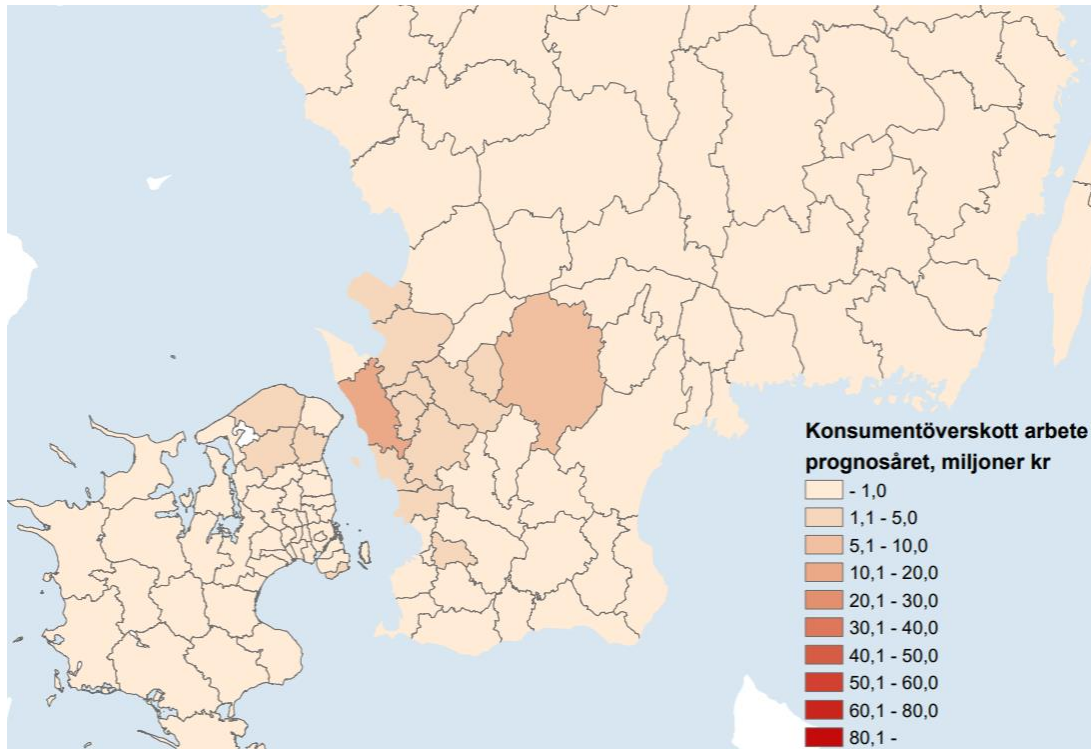 Konsumentöverskott arbete
prognosåret, miljoner kr
- 1,0
1,1 - 5,0
5,1 - 10,0
10,1 - 20,0
20,1 - 30,0
30,1 - 40,0
40,1 - 50,0
50,1 - 60,0
60,1 - 80,0
80,1 -